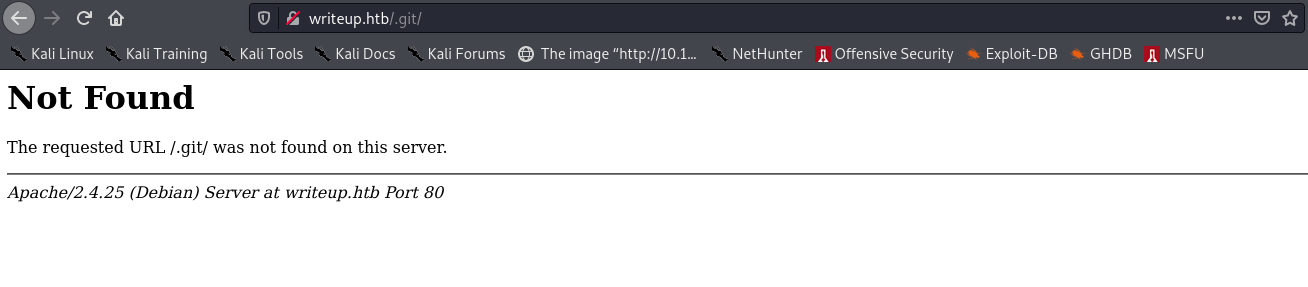 writeup.htb/.git/
Kali Linux Kali Training Kali Tools Kali Docs Kali Forums The image “http://10.1... NetHunter Offensive Security Exploit-DB GHDB MSFU
Not Found
The requested URL /.git/ was not found on this server.
Apache/2.4.25 (Debian) Server at writeup.htb Port 80